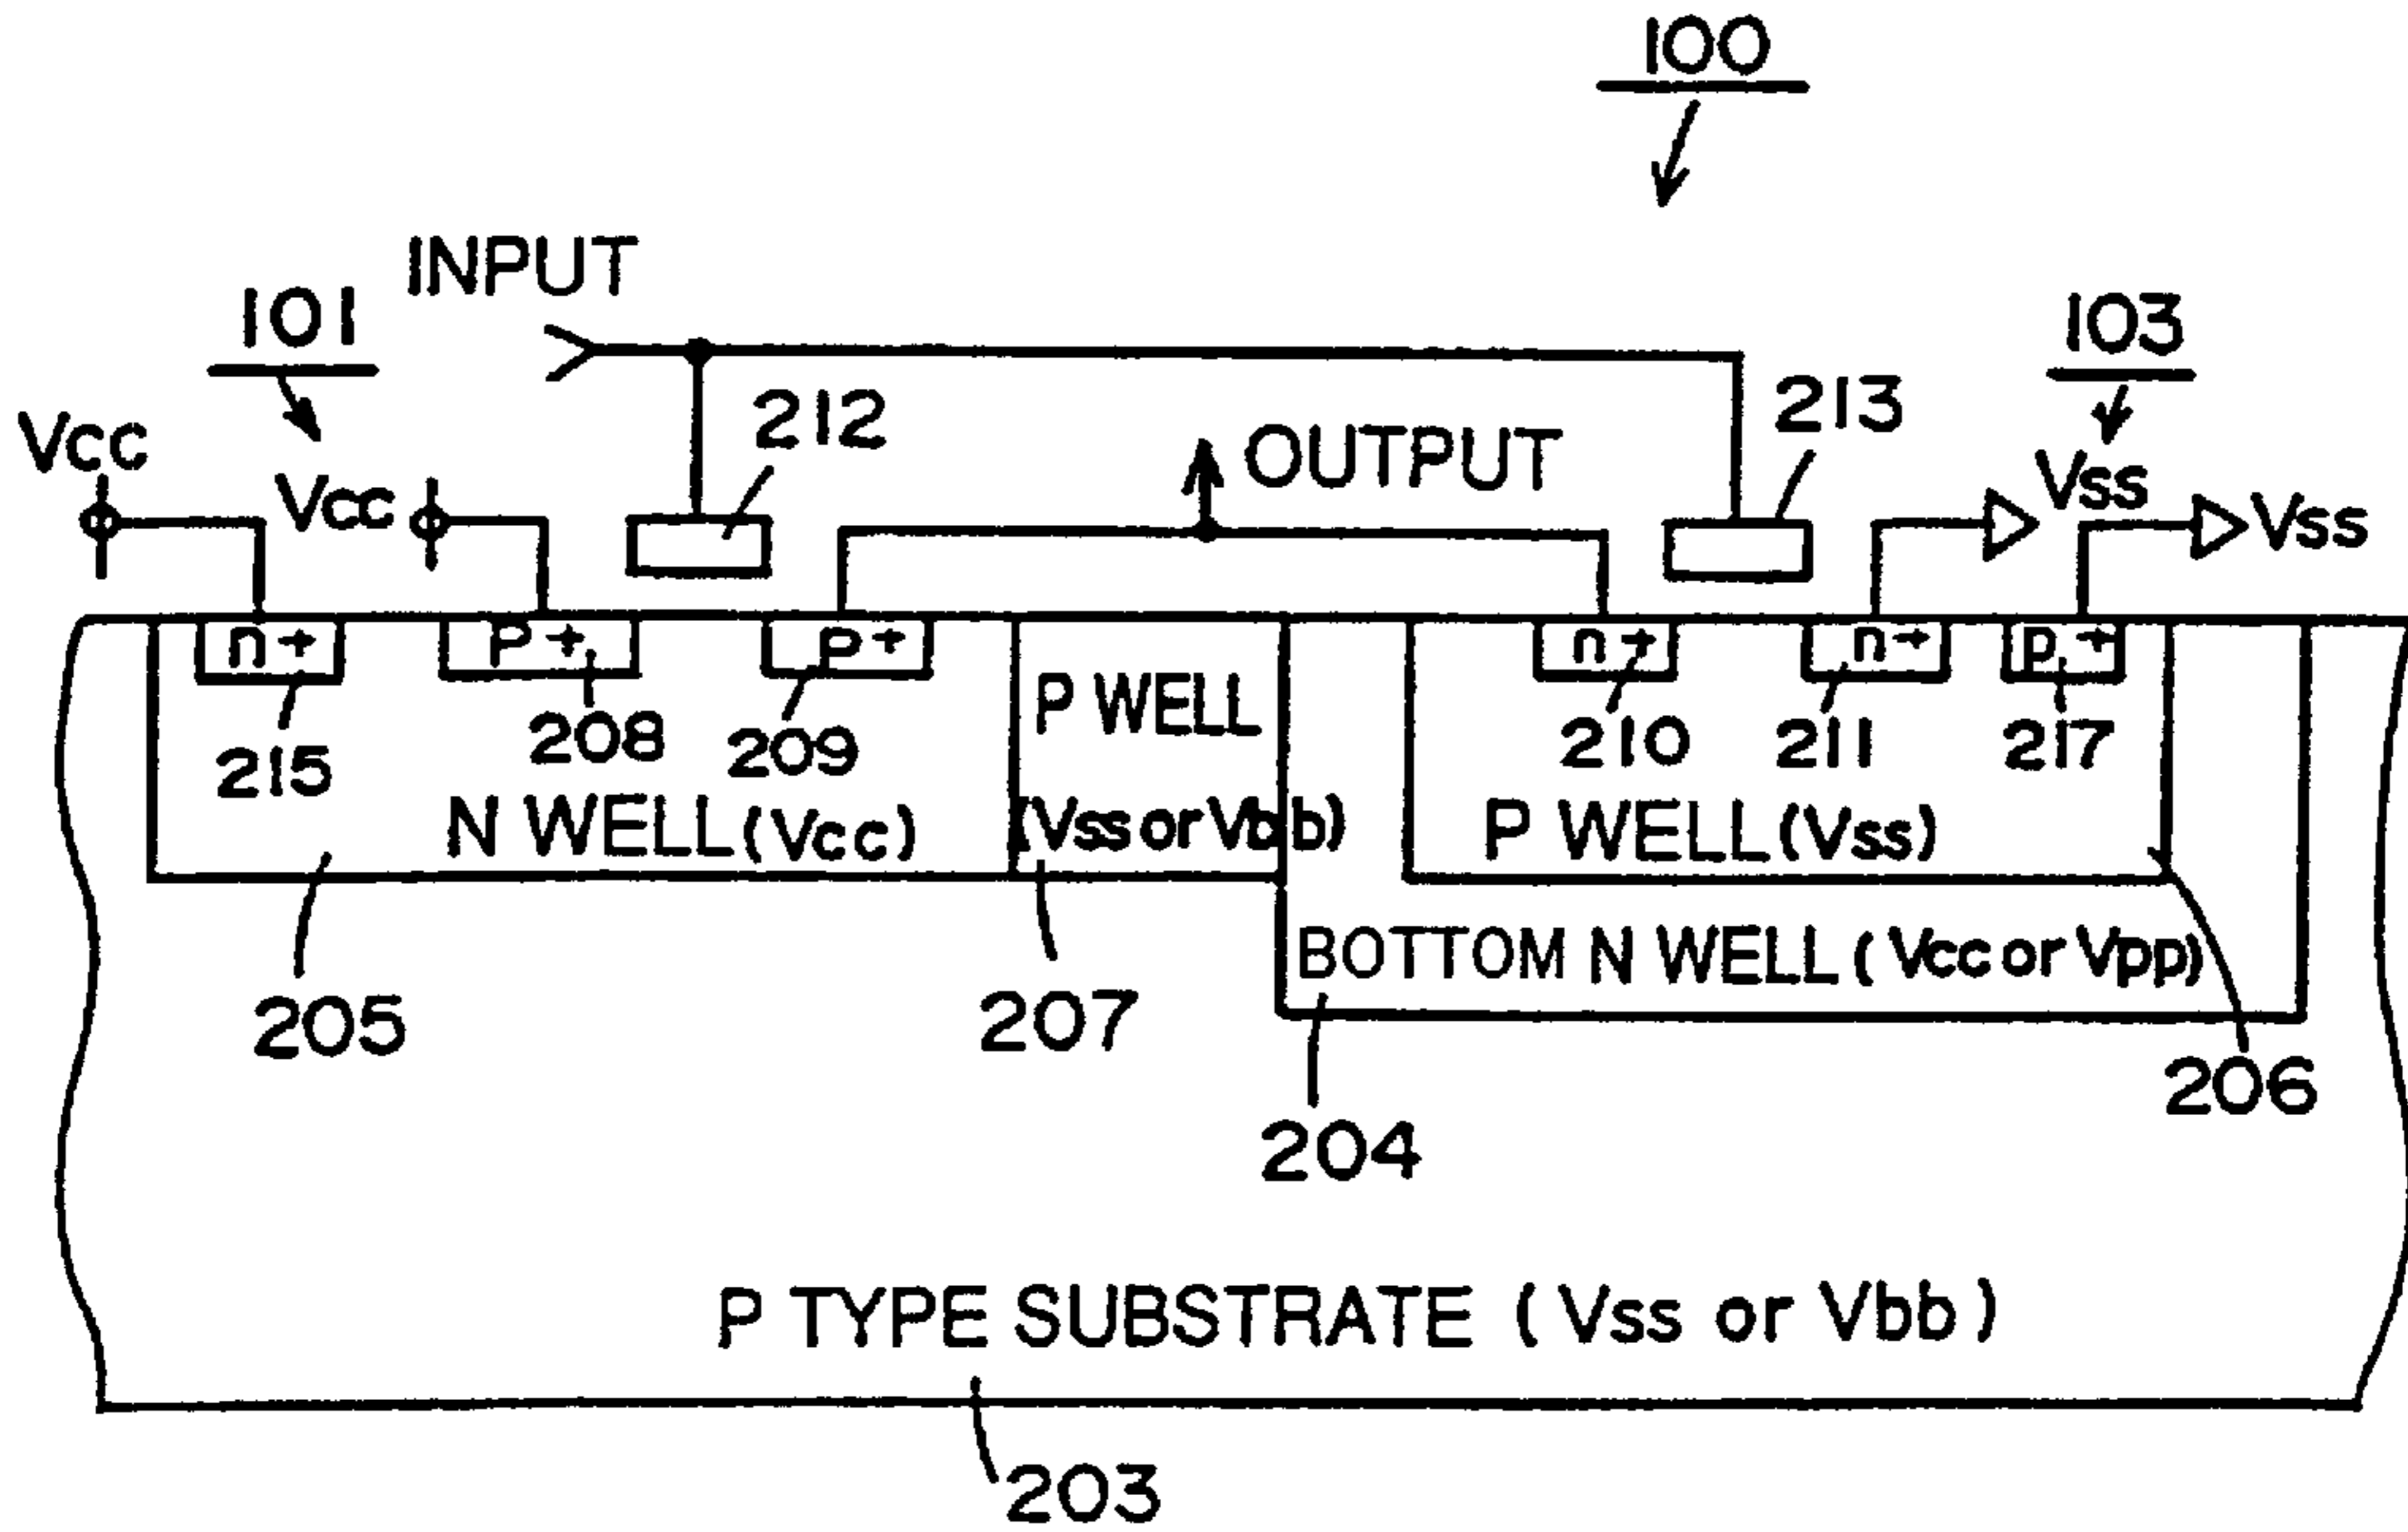 100
INPUT
101
103
212
213
Vcc
OUTPUT
Vcc
Vss
Vss
n+
p+
p+
n+
n+
p+
P WELL
215
208
209
210
211
217
N WELL(Vcc)
(Vss or Vbb)
P WELL(Vss)
BOTTOM N WELL (Vcc or Vpp)
205
207
206
204
P TYPE SUBSTRATE (Vss or Vbb)
203